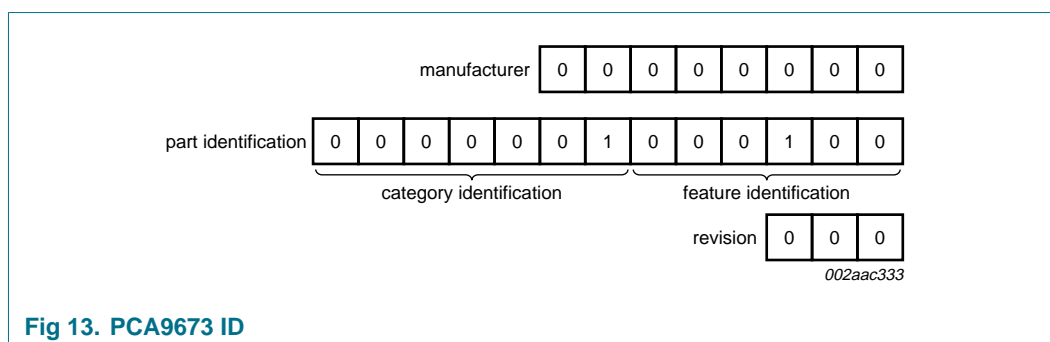 manufacturer 0 0 0 0 0 0 0 0
part identification 0 0 0 0 0 0 1 0 0 0 1 0 0
category identification feature identification
revision 0 0 0
002aac333
Fig 13. PCA9673 ID